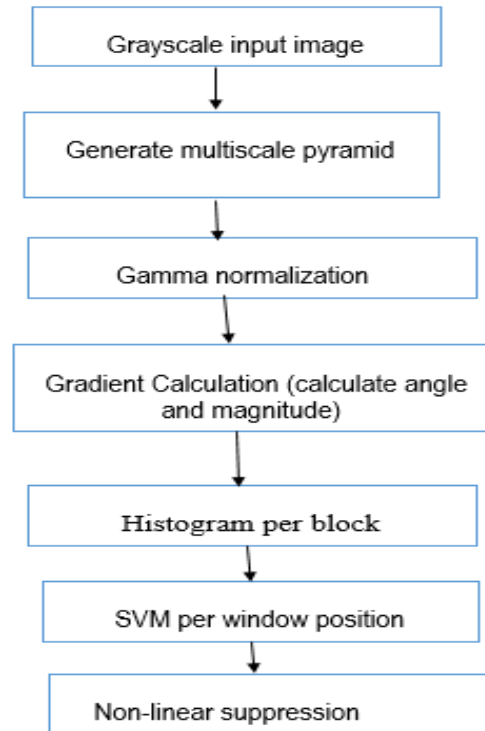 Grayscale input image
Generate multiscale pyramid
Gamma normalization
Gradient Calculation (calculate angle
and magnitude)
Histogram per block
SVM per window position
Non-linear suppression